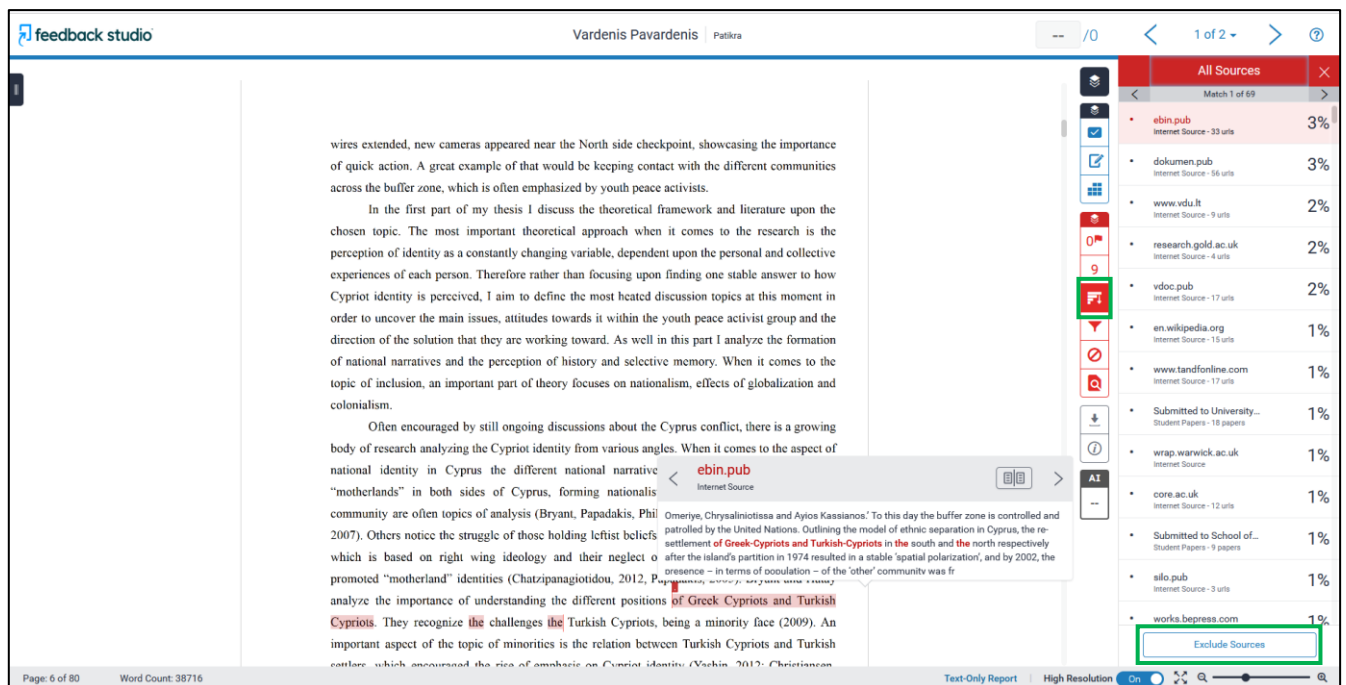 feedback studio
Vardenis Pavardenis | Patikra
-- /0
1 of 2
?
wires extended, new cameras appeared near the North side checkpoint, showcasing the importance
of quick action. A great example of that would be keeping contact with the different communities
across the buffer zone, which is often emphasized by youth peace activists.
In the first part of my thesis I discuss the theoretical framework and literature upon the
chosen topic. The most important theoretical approach when it comes to the research is the
perception of identity as a constantly changing variable, dependent upon the personal and collective
experiences of each person. Therefore rather than focusing upon finding one stable answer to how
Cypriot identity is perceived, I aim to define the most heated discussion topics at this moment in
order to uncover the main issues, attitudes towards it within the youth peace activist group and the
direction of the solution that they are working toward. As well in this part I analyze the formation
of national narratives and the perception of history and selective memory. When it comes to the
topic of inclusion, an important part of theory focuses on nationalism, effects of globalization and
colonialism.
Often encouraged by still ongoing discussions about the Cyprus conflict, there is a growing
body of research analyzing the Cypriot identity from various angles. When it comes to the aspect of
national identity in Cyprus the different national narrative
“motherlands” in both sides of Cyprus, forming nationalis
community are often topics of analysis (Bryant, Papadakis, Phil
2007). Others notice the struggle of those holding leftist beliefs
which is based on right wing ideology and their neglect o
promoted “motherland” identities (Chatzipanagiotidou, 2012,
analyze the importance of understanding the different positions of Greek Cypriots and Turkish
Cypriots. They recognize the challenges the Turkish Cypriots, being a minority face (2009). An
important aspect of the topic of minorities is the relation between Turkish Cypriots and Turkish
settlers, which encouraged the rise of emphasis on Cypriot identity (Yashin, 2012; Christiansen,
ebin.pub
Internet Source
Omeriye, Chrysaliniotissa and Ayios Kassianos.’ To this day the buffer zone is controlled and
patrolled by the United Nations. Outlining the model of ethnic separation in Cyprus, the re-
settlement of Greek-Cypriots and Turkish-Cypriots in the south and the north respectively
after the island’s partition in 1974 resulted in a stable ‘spatial polarization’, and by 2002, the
presence – in terms of population – of the ‘other’ community was fr
0
9
AI
--
All Sources
Match 1 of 69
ebin.pub 3%
Internet Source - 33 urls
dokumen.pub 3%
Internet Source - 56 urls
www.vdu.lt 2%
Internet Source - 9 urls
research.gold.ac.uk 2%
Internet Source - 4 urls
vdoc.pub 2%
Internet Source - 17 urls
en.wikipedia.org 1%
Internet Source - 15 urls
www.tandfonline.com 1%
Internet Source - 17 urls
Submitted to University... 1%
Student Papers - 18 papers
wrap.warwick.ac.uk 1%
Internet Source
core.ac.uk 1%
Internet Source - 12 urls
Submitted to School of... 1%
Student Papers - 9 papers
silo.pub 1%
Internet Source - 3 urls
works.bepress.com 1%
Exclude Sources
Page: 6 of 80 Word Count: 38716 Text-Only Report High Resolution On